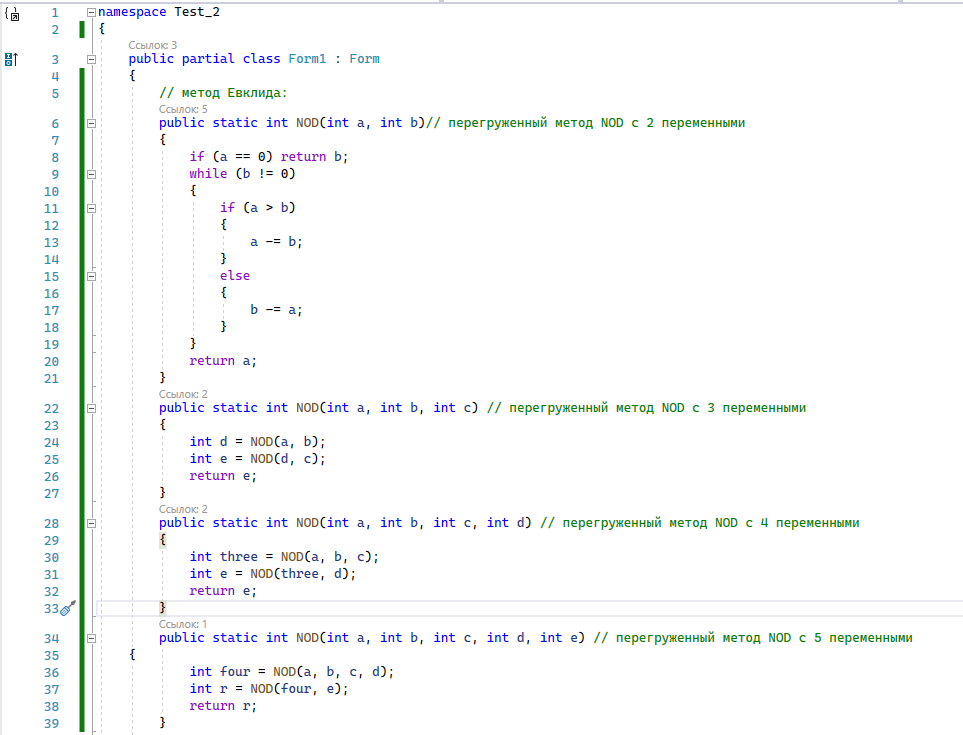 1 namespace Test_2
2 {
Ссылок: 3
3 public partial class Form1 : Form
4 {
5 // метод Евклида:
Ссылок: 5
6 public static int NOD(int a, int b)// перегруженный метод NOD с 2 переменными
7 {
8 if (a == 0) return b;
9 while (b != 0)
10 {
11 if (a > b)
12 {
13 a -= b;
14 }
15 else
16 {
17 b -= a;
18 }
19 }
20 return a;
21 }
Ссылок: 2
22 public static int NOD(int a, int b, int c) // перегруженный метод NOD с 3 переменными
23 {
24 int d = NOD(a, b);
25 int e = NOD(d, c);
26 return e;
27 }
Ссылок: 2
28 public static int NOD(int a, int b, int c, int d) // перегруженный метод NOD с 4 переменными
29 {
30 int three = NOD(a, b, c);
31 int e = NOD(three, d);
32 return e;
33 }
Ссылок: 1
34 public static int NOD(int a, int b, int c, int d, int e) // перегруженный метод NOD с 5 переменными
35 {
36 int four = NOD(a, b, c, d);
37 int r = NOD(four, e);
38 return r;
39 }